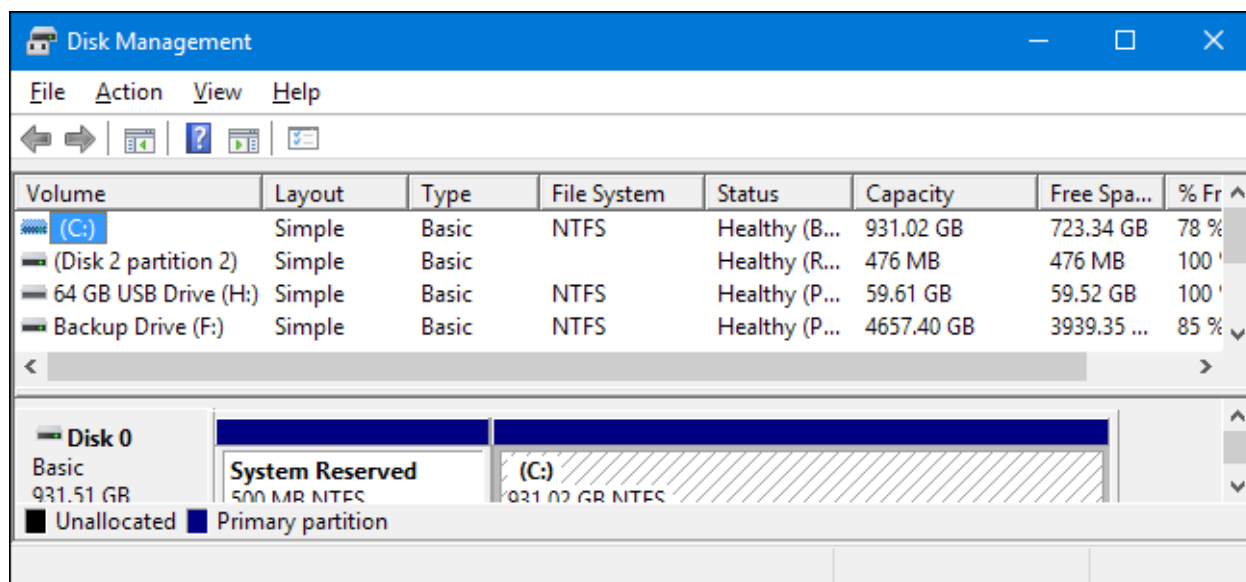 Disk Management
File Action View Help
Volume Layout Type File System Status Capacity Free Spa... % Fr
(C:) Simple Basic NTFS Healthy (B... 931.02 GB 723.34 GB 78 %
(Disk 2 partition 2) Simple Basic Healthy (R... 476 MB 476 MB 100
64 GB USB Drive (H:) Simple Basic NTFS Healthy (P... 59.61 GB 59.52 GB 100
Backup Drive (F:) Simple Basic NTFS Healthy (P... 4657.40 GB 3939.35 ... 85 %
Disk 0
Basic System Reserved (C:)
931.51 GB 500 MB NTFS 931.02 GB NTFS
Unallocated Primary partition